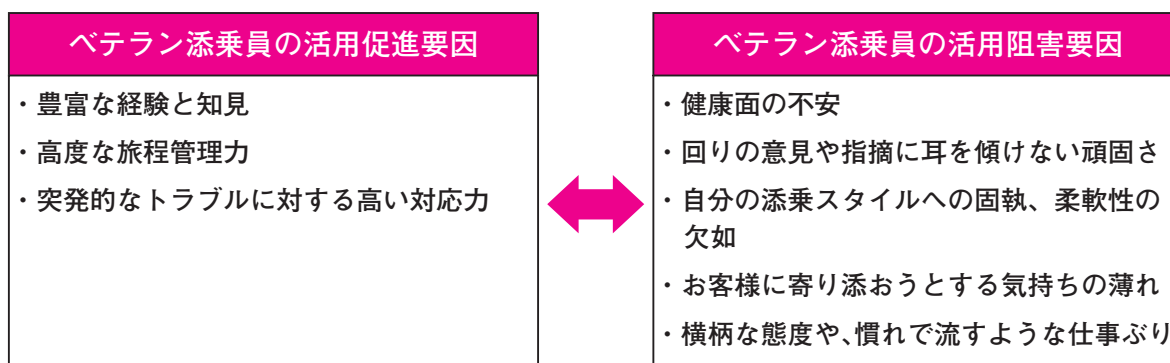 ベテラン添乗員の活用促進要因
・豊富な経験と知見
・高度な旅程管理力
・突発的なトラブルに対する高い対応力
ベテラン添乗員の活用阻害要因
・健康面の不安
・回りの意見や指摘に耳を傾けない頑固さ
・自分の添乗スタイルへの固執、柔軟性の
欠如
・お客様に寄り添おうとする気持ちの薄れ
・横柄な態度や、慣れで流すような仕事ぶり